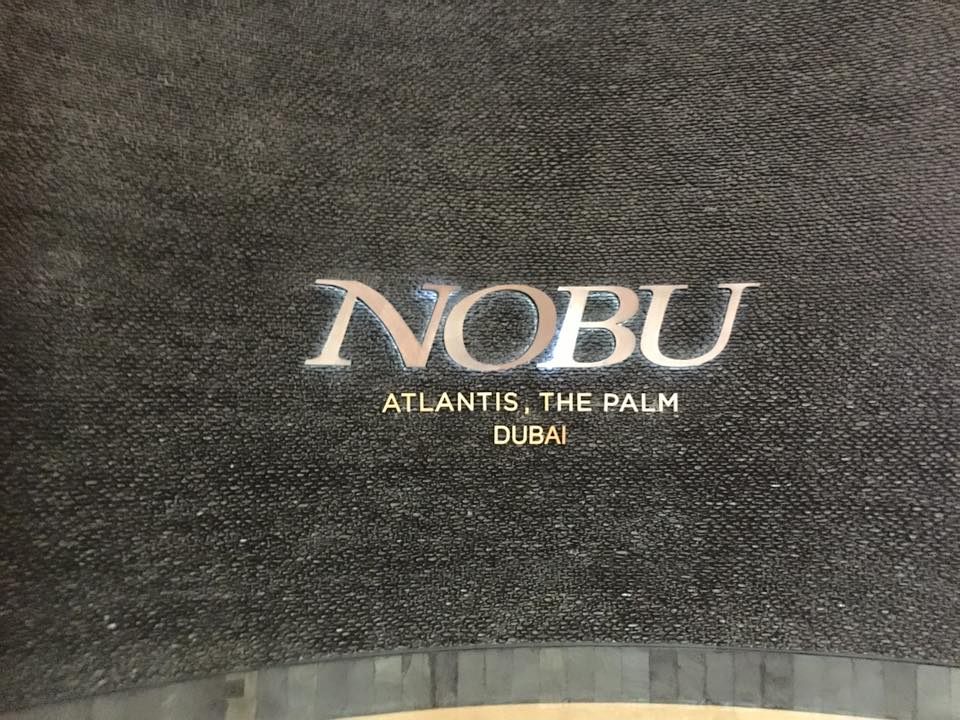 NOBU
ATLANTIS, THE PALM
DUBAI